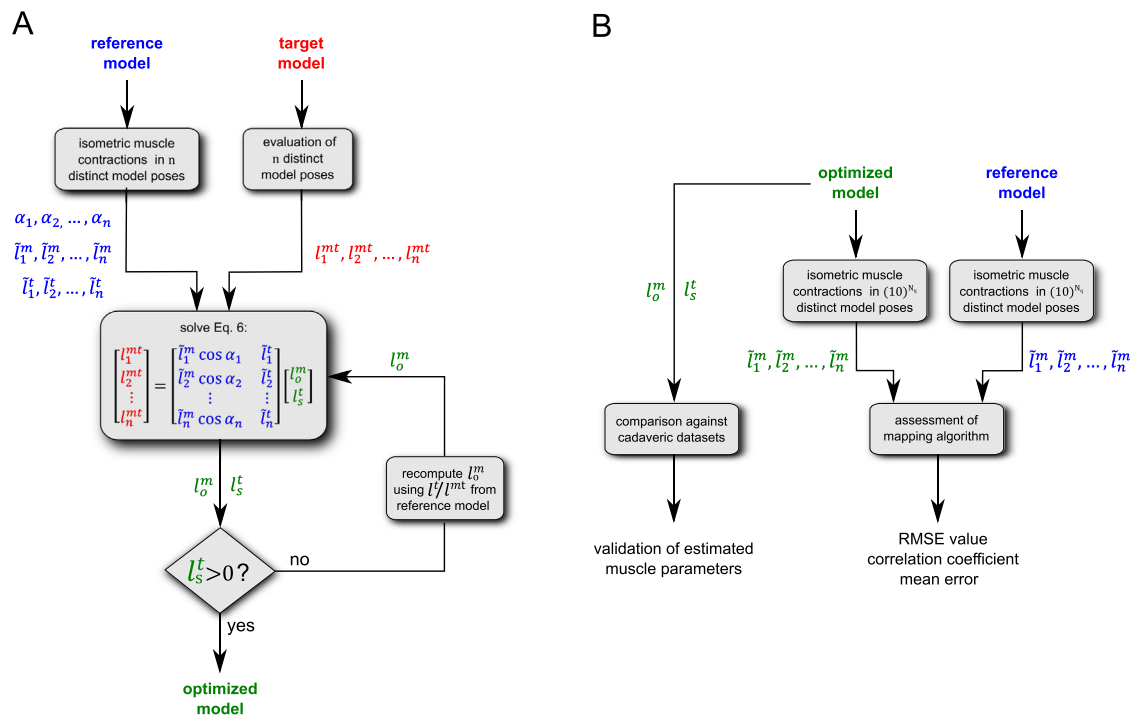 A
reference
model
target
model
isometric muscle
contractions in n
distinct model poses
evaluation of
n distinct
model poses
α₁, α₂, …, αₙ
l̃₁ᵐ, l̃₂ᵐ, …, l̃ₙᵐ
l̃₁ᵗ, l̃₂ᵗ, …, l̃ₙᵗ
l₁ᵐᵗ, l₂ᵐᵗ, …, lₙᵐᵗ
solve Eq. 6:
[l₁ᵐᵗ l₂ᵐᵗ ⋮ lₙᵐᵗ] = [l̃₁ᵐ cos α₁ l̃₁ᵗ
l̃₂ᵐ cos α₂ l̃₂ᵗ
⋮ ⋮
l̃ₙᵐ cos αₙ l̃ₙᵗ] [lₒᵐ lₛᵗ]
lₒᵐ
lₒᵐ lₛᵗ
recompute lₒᵐ
using lᵗ/lᵐᵗ from
reference model
lₛᵗ>0 ?
no
yes
optimized
model
B
optimized
model
reference
model
lₒᵐ lₛᵗ
isometric muscle
contractions in (10)^Nq
distinct model poses
isometric muscle
contractions in (10)^Nq
distinct model poses
l̃₁ᵐ, l̃₂ᵐ, …, l̃ₙᵐ
l̃₁ᵐ, l̃₂ᵐ, …, l̃ₙᵐ
comparison against
cadaveric datasets
assessment of
mapping algorithm
validation of estimated
muscle parameters
RMSE value
correlation coefficient
mean error